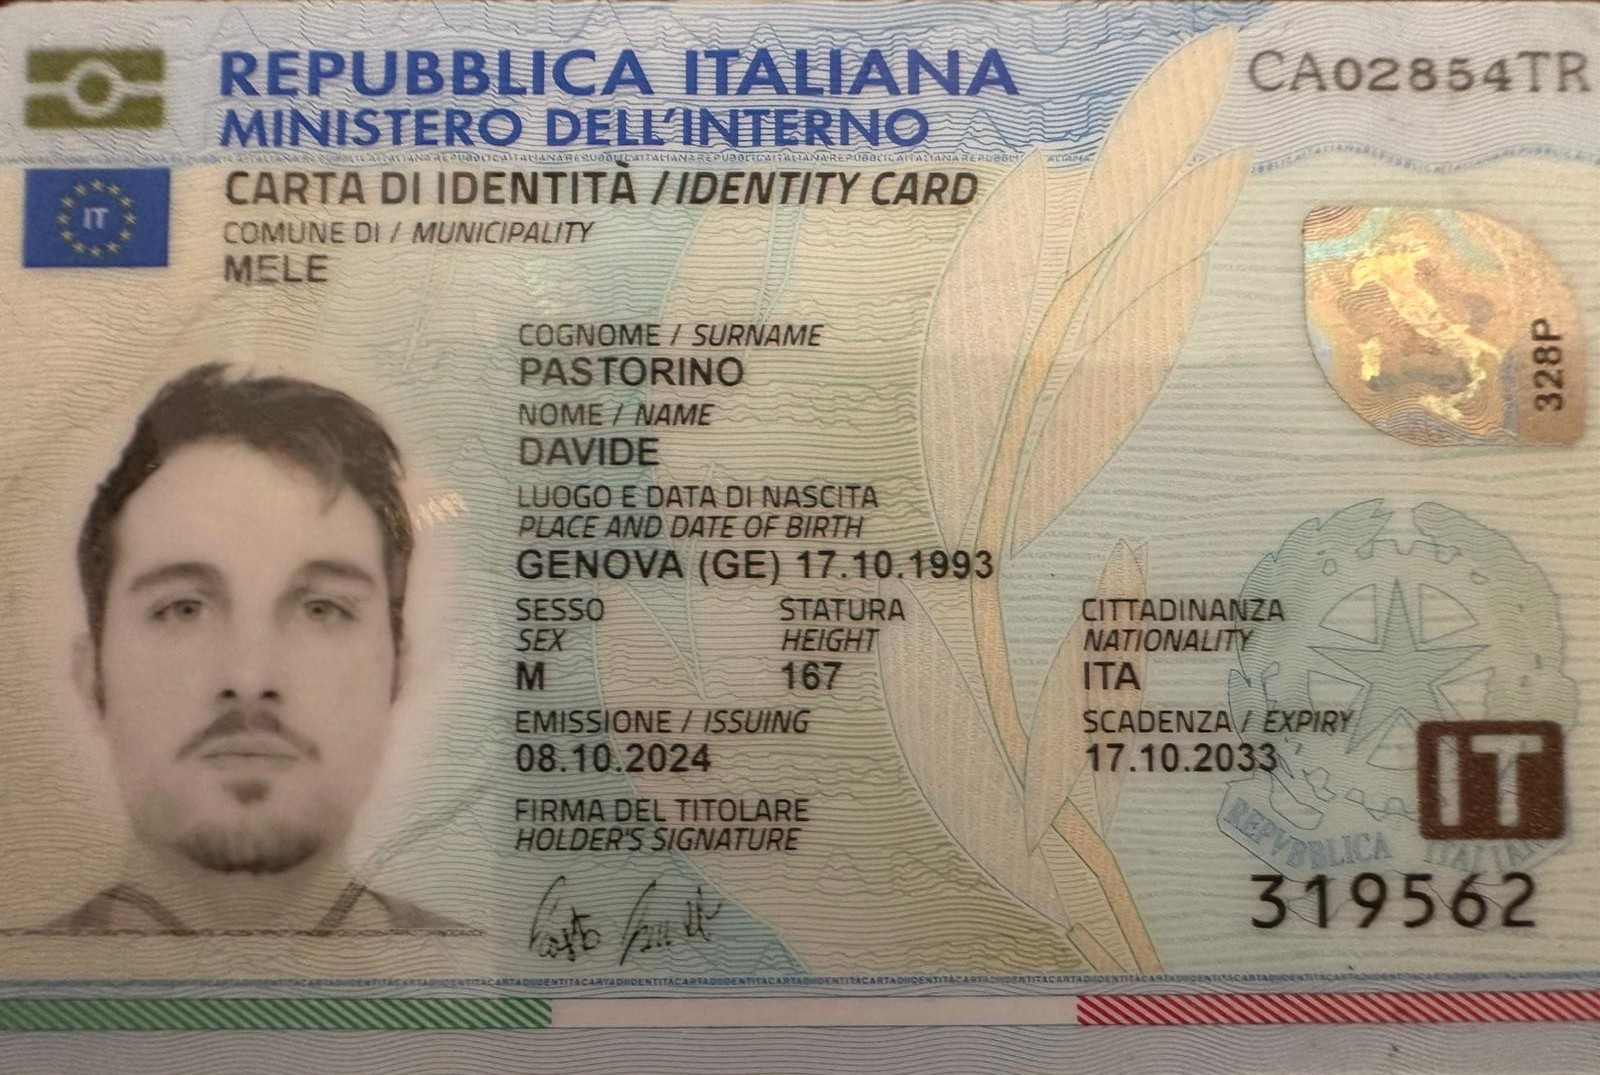 REPUBBLICA ITALIANA
CA02854TR
MINISTERO DELL'INTERNO
IT
CARTA DI IDENTITÀ / IDENTITY CARD
COMUNE DI / MUNICIPALITY
MELE
COGNOME / SURNAME
PASTORINO
328P
NOME / NAME
DAVIDE
LUOGO E DATA DI NASCITA
PLACE AND DATE OF BIRTH
GENOVA (GE) 17.10.1993
SESSO STATURA CITTADINANZA
SEX HEIGHT NATIONALITY
M 167 ITA
EMISSIONE / ISSUING SCADENZA / EXPIRY
08.10.2024 17.10.2033
IT
FIRMA DEL TITOLARE
HOLDER'S SIGNATURE
REPVBBLICA ITALIANA
319562